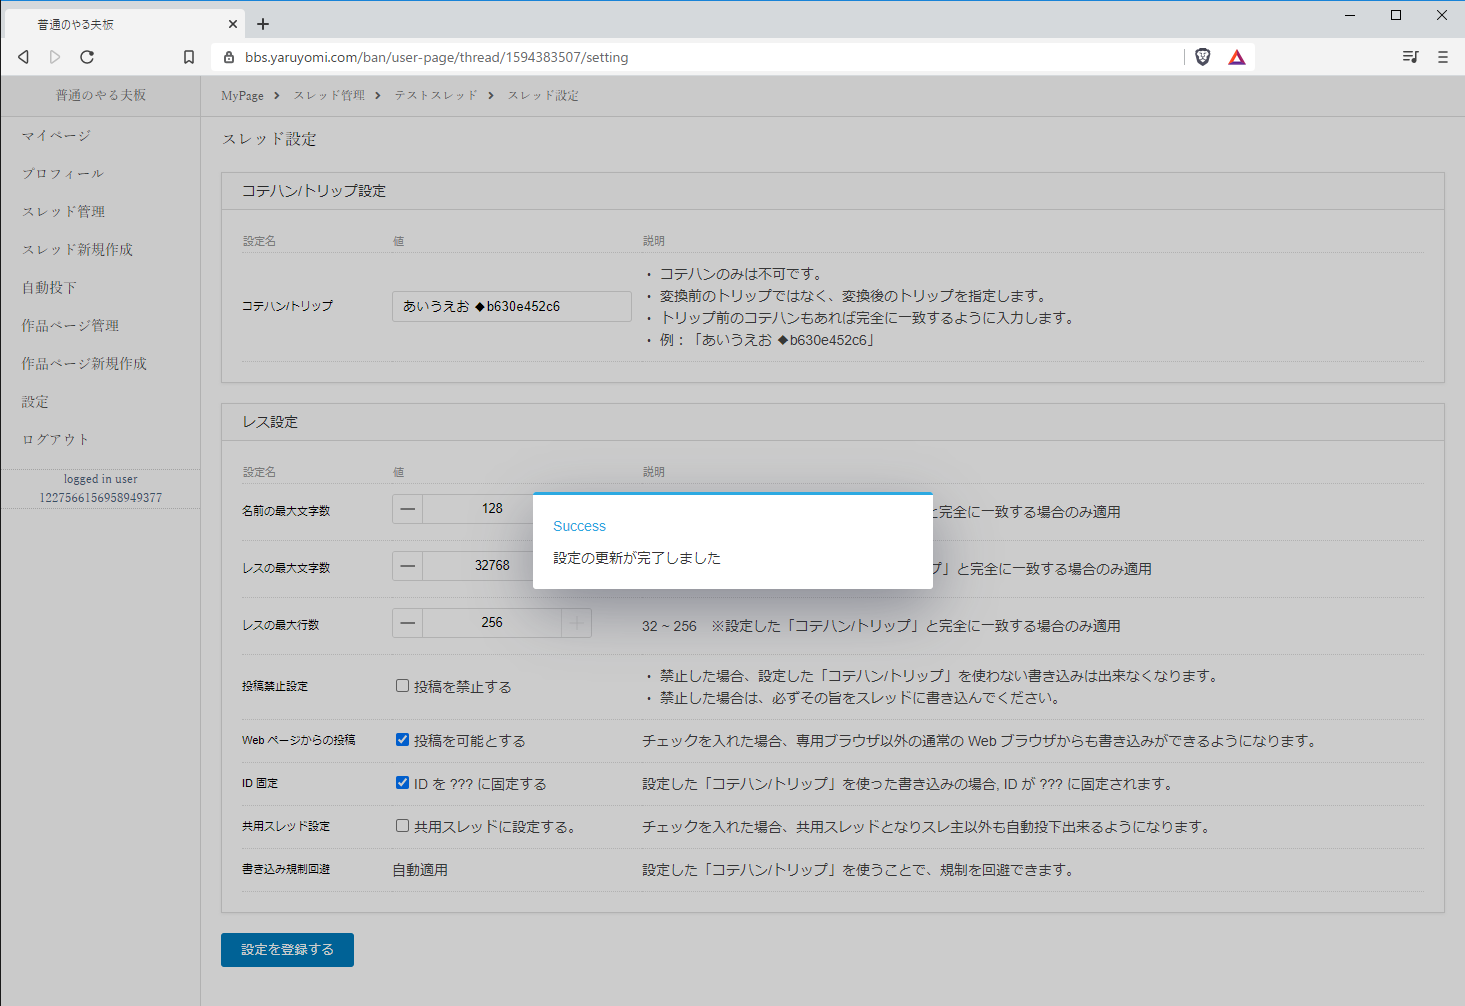 普通のやる夫板
bbs.yaruyomi.com/ban/user-page/thread/1594383507/setting
普通のやる夫板
MyPage スレッド管理 テストスレッド スレッド設定
マイページ
プロフィール
スレッド管理
スレッド新規作成
自動投下
作品ページ管理
作品ページ新規作成
設定
ログアウト
logged in user
1227566156958949377
スレッド設定
コテハン/トリップ設定
設定名 値 説明
コテハン/トリップ あいうえお ◆b630e452c6
・ コテハンのみは不可です。
・ 変換前のトリップではなく、変換後のトリップを指定します。
・ トリップ前のコテハンもあれば完全に一致するように入力します。
・ 例：「あいうえお ◆b630e452c6」
レス設定
設定名 値 説明
名前の最大文字数 128 と完全に一致する場合のみ適用
レスの最大文字数 32768 プ」と完全に一致する場合のみ適用
Success
設定の更新が完了しました
レスの最大行数 256 32 ~ 256 ※設定した「コテハン/トリップ」と完全に一致する場合のみ適用
投稿禁止設定 投稿を禁止する
・ 禁止した場合、設定した「コテハン/トリップ」を使わない書き込みは出来なくなります。
・ 禁止した場合は、必ずその旨をスレッドに書き込んでください。
Web ページからの投稿 投稿を可能とする チェックを入れた場合、専用ブラウザ以外の通常の Web ブラウザからも書き込みができるようになります。
ID 固定 ID を ??? に固定する 設定した「コテハン/トリップ」を使った書き込みの場合, ID が ??? に固定されます。
共用スレッド設定 共用スレッドに設定する。 チェックを入れた場合、共用スレッドとなりスレ主以外も自動投下出来るようになります。
書き込み規制回避 自動適用 設定した「コテハン/トリップ」を使うことで、規制を回避できます。
設定を登録する